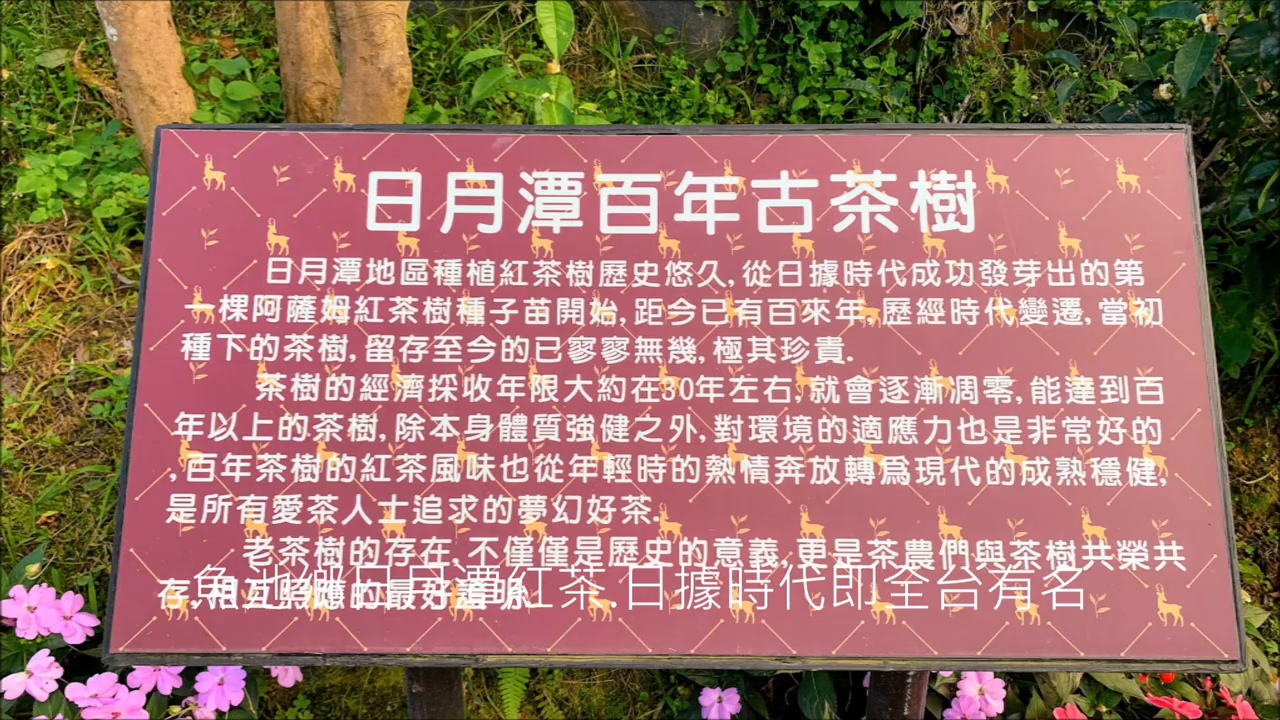 日月潭百年古茶樹
日月潭地區種植紅茶樹歷史悠久,從日據時代成功發芽出的第
一棵阿薩姆紅茶樹種子苗開始,距今已有百來年,歷經時代變遷,當初
種下的茶樹,留存至今的已寥寥無幾,極其珍貴.
茶樹的經濟採收年限大約在30年左右,就會逐漸凋零,能達到百
年以上的茶樹,除本身體質強健之外,對環境的適應力也是非常好的
,百年茶樹的紅茶風味也從年輕時的熱情奔放轉爲現代的成熟穩健,
是所有愛茶人士追求的夢幻好茶.
老茶樹的存在、不僅僅是歷史的意義,更是茶農們與茶樹共榮共
存,相互照應的最好證明.
魚池鄉日月潭紅茶.日據時代即全台有名